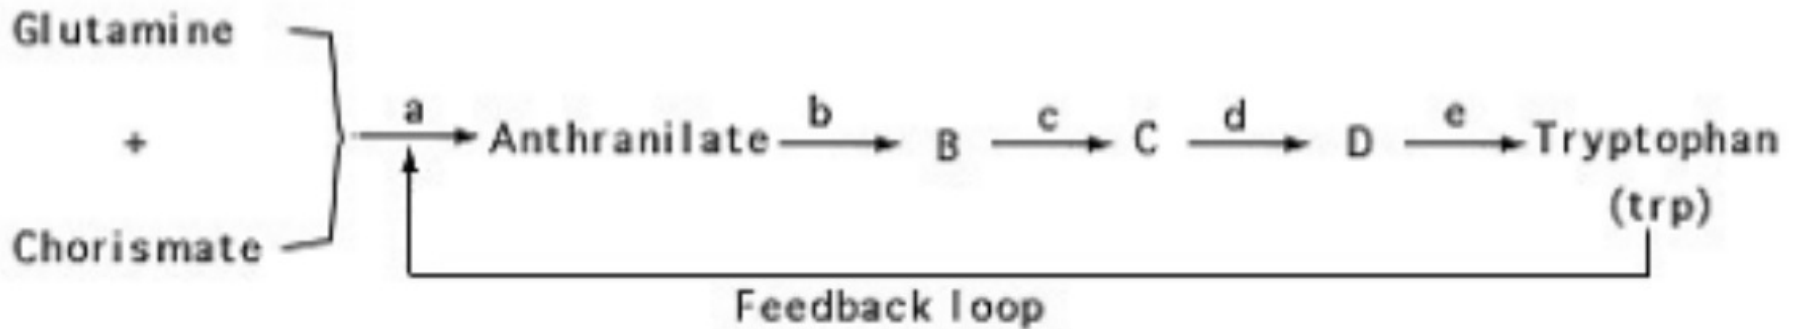 Glutamine
+
Chorismate
a
Anthranilate
b
B
c
C
d
D
e
Tryptophan
(trp)
Feedback loop